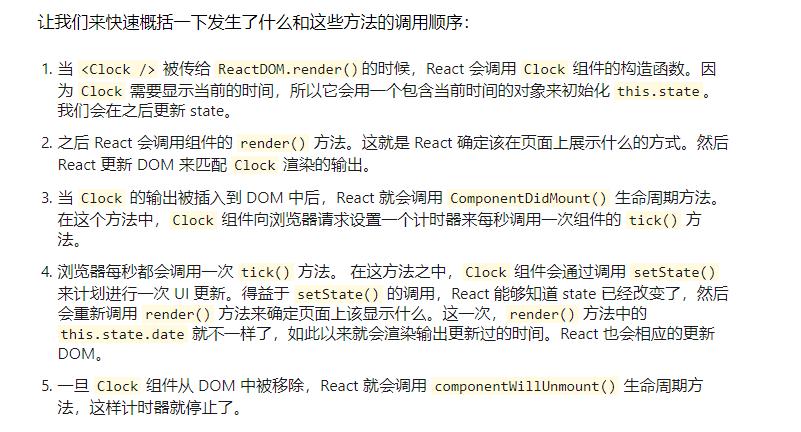 让我们来快速概括一下发生了什么和这些方法的调用顺序：
1. 当 <Clock /> 被传给 ReactDOM.render()的时候，React 会调用 Clock 组件的构造函数。因
为 Clock 需要显示当前的时间，所以它会用一个包含当前时间的对象来初始化 this.state。
我们会在之后更新 state。
2. 之后 React 会调用组件的 render() 方法。这就是 React 确定该在页面上展示什么的方式。然后
React 更新 DOM 来匹配 Clock 渲染的输出。
3. 当 Clock 的输出被插入到 DOM 中后，React 就会调用 ComponentDidMount() 生命周期方法。
在这个方法中，Clock 组件向浏览器请求设置一个计时器来每秒调用一次组件的 tick() 方
法。
4. 浏览器每秒都会调用一次 tick() 方法。 在这方法之中，Clock 组件会通过调用 setState()
来计划进行一次 UI 更新。得益于 setState() 的调用，React 能够知道 state 已经改变了，然后
会重新调用 render() 方法来确定页面上该显示什么。这一次，render() 方法中的
this.state.date 就不一样了，如此以来就会渲染输出更新过的时间。React 也会相应的更新
DOM。
5. 一旦 Clock 组件从 DOM 中被移除，React 就会调用 componentWillUnmount() 生命周期方
法，这样计时器就停止了。